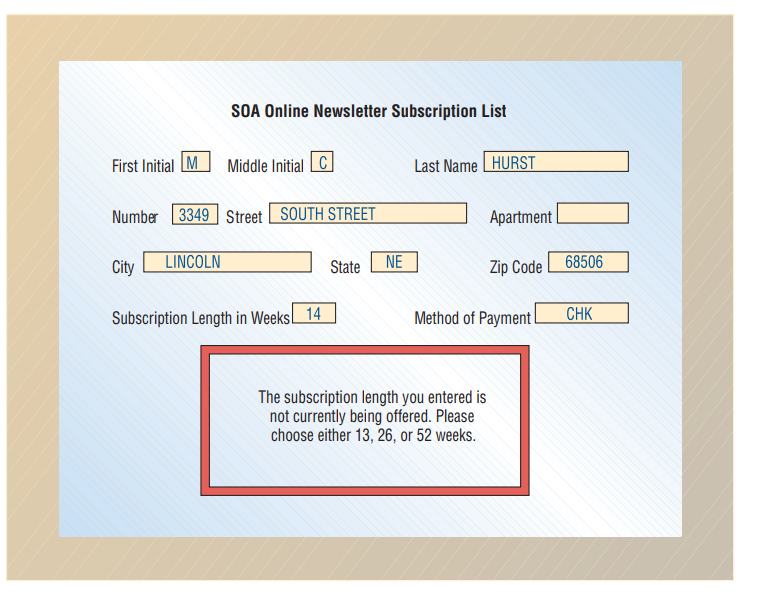 SOA Online Newsletter Subscription List
First Initial M Middle Initial C Last Name HURST
Number 3349 Street SOUTH STREET Apartment
City LINCOLN State NE Zip Code 68506
Subscription Length in Weeks 14 Method of Payment CHK
The subscription length you entered is
not currently being offered. Please
choose either 13, 26, or 52 weeks.